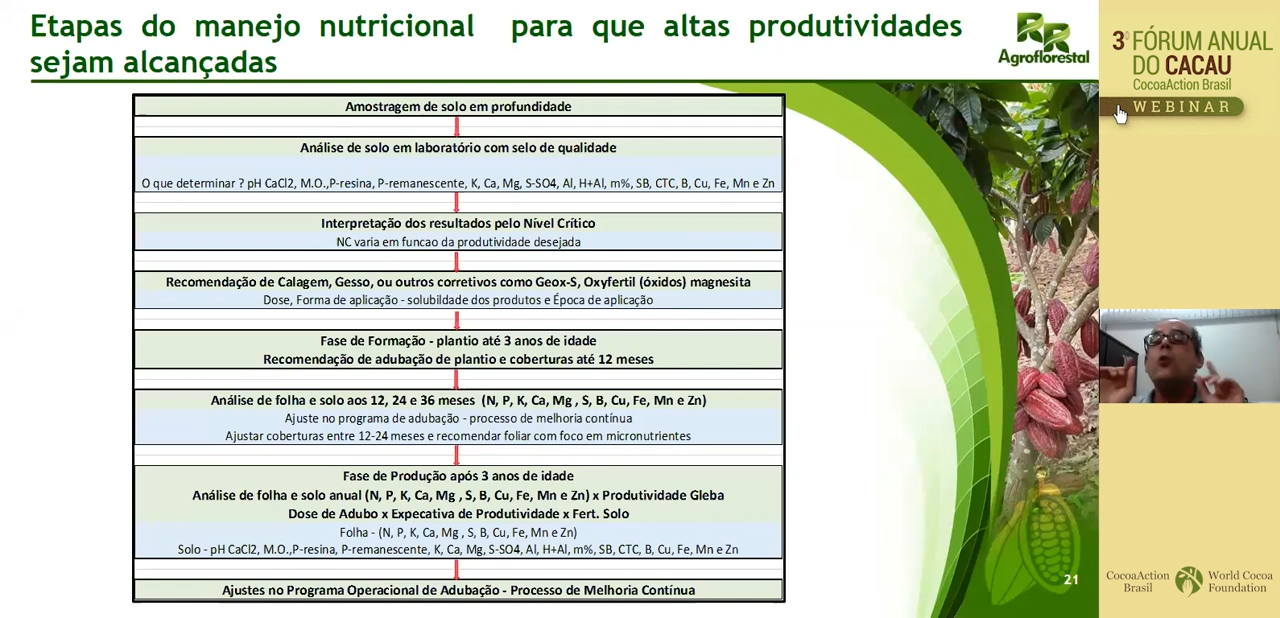 Etapas do manejo nutricional para que altas produtividades
sejam alcançadas
RR
Agroflorestal
3º FÓRUM ANUAL
DO CACAU
CocoaAction Brasil
WEBINAR
Amostragem de solo em profundidade
Análise de solo em laboratório com selo de qualidade
O que determinar ? pH CaCl2, M.O.,P-resina, P-remanescente, K, Ca, Mg, S-SO4, Al, H+Al, m%, SB, CTC, B, Cu, Fe, Mn e Zn
Interpretação dos resultados pelo Nível Crítico
NC varia em funcao da produtividade desejada
Recomendação de Calagem, Gesso, ou outros corretivos como Geox-S, Oxyfertil (óxidos) magnesita
Dose, Forma de aplicação - solubildade dos produtos e Época de aplicação
Fase de Formação - plantio até 3 anos de idade
Recomendação de adubação de plantio e coberturas até 12 meses
Análise de folha e solo aos 12, 24 e 36 meses (N, P, K, Ca, Mg , S, B, Cu, Fe, Mn e Zn)
Ajuste no programa de adubação - processo de melhoria contínua
Ajustar coberturas entre 12-24 meses e recomendar foliar com foco em micronutrientes
Fase de Produção após 3 anos de idade
Análise de folha e solo anual (N, P, K, Ca, Mg , S, B, Cu, Fe, Mn e Zn) x Produtividade Gleba
Dose de Adubo x Expecativa de Produtividade x Fert. Solo
Folha - (N, P, K, Ca, Mg , S, B, Cu, Fe, Mn e Zn)
Solo - pH CaCl2, M.O.,P-resina, P-remanescente, K, Ca, Mg, S-SO4, Al, H+Al, m%, SB, CTC, B, Cu, Fe, Mn e Zn
Ajustes no Programa Operacional de Adubação - Processo de Melhoria Contínua
21
CocoaAction
Brasil
World Cocoa
Foundation